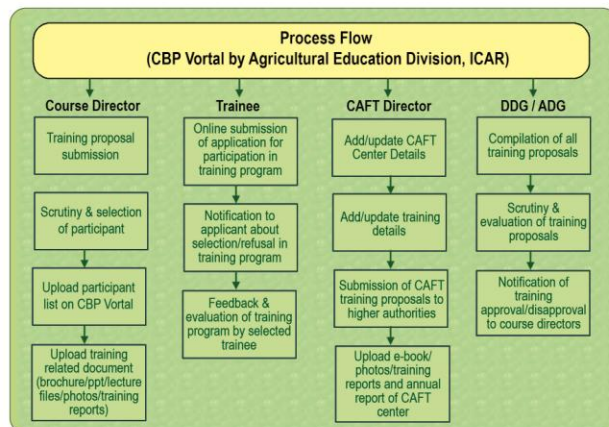 Process Flow
(CBP Vortal by Agricultural Education Division, ICAR)
Course Director
Training proposal
submission
Scrutiny & selection
of participant
Upload participant
list on CBP Vortal
Upload training
related document
(brochure/ppt/lecture
files/photos/training
reports)
Trainee
Online submission
of application for
participation in
training program
Notification to
applicant about
selection/refusal in
training program
Feedback &
evaluation of training
program by selected
trainee
CAFT Director
Add/update CAFT
Center Details
Add/update training
details
Submission of CAFT
training proposals to
higher authorities
Upload e-book/
photos/training
reports and annual
report of CAFT
center
DDG / ADG
Compilation of all
training proposals
Scrutiny &
evaluation of training
proposals
Notification of
training
approval/disapproval
to course directors